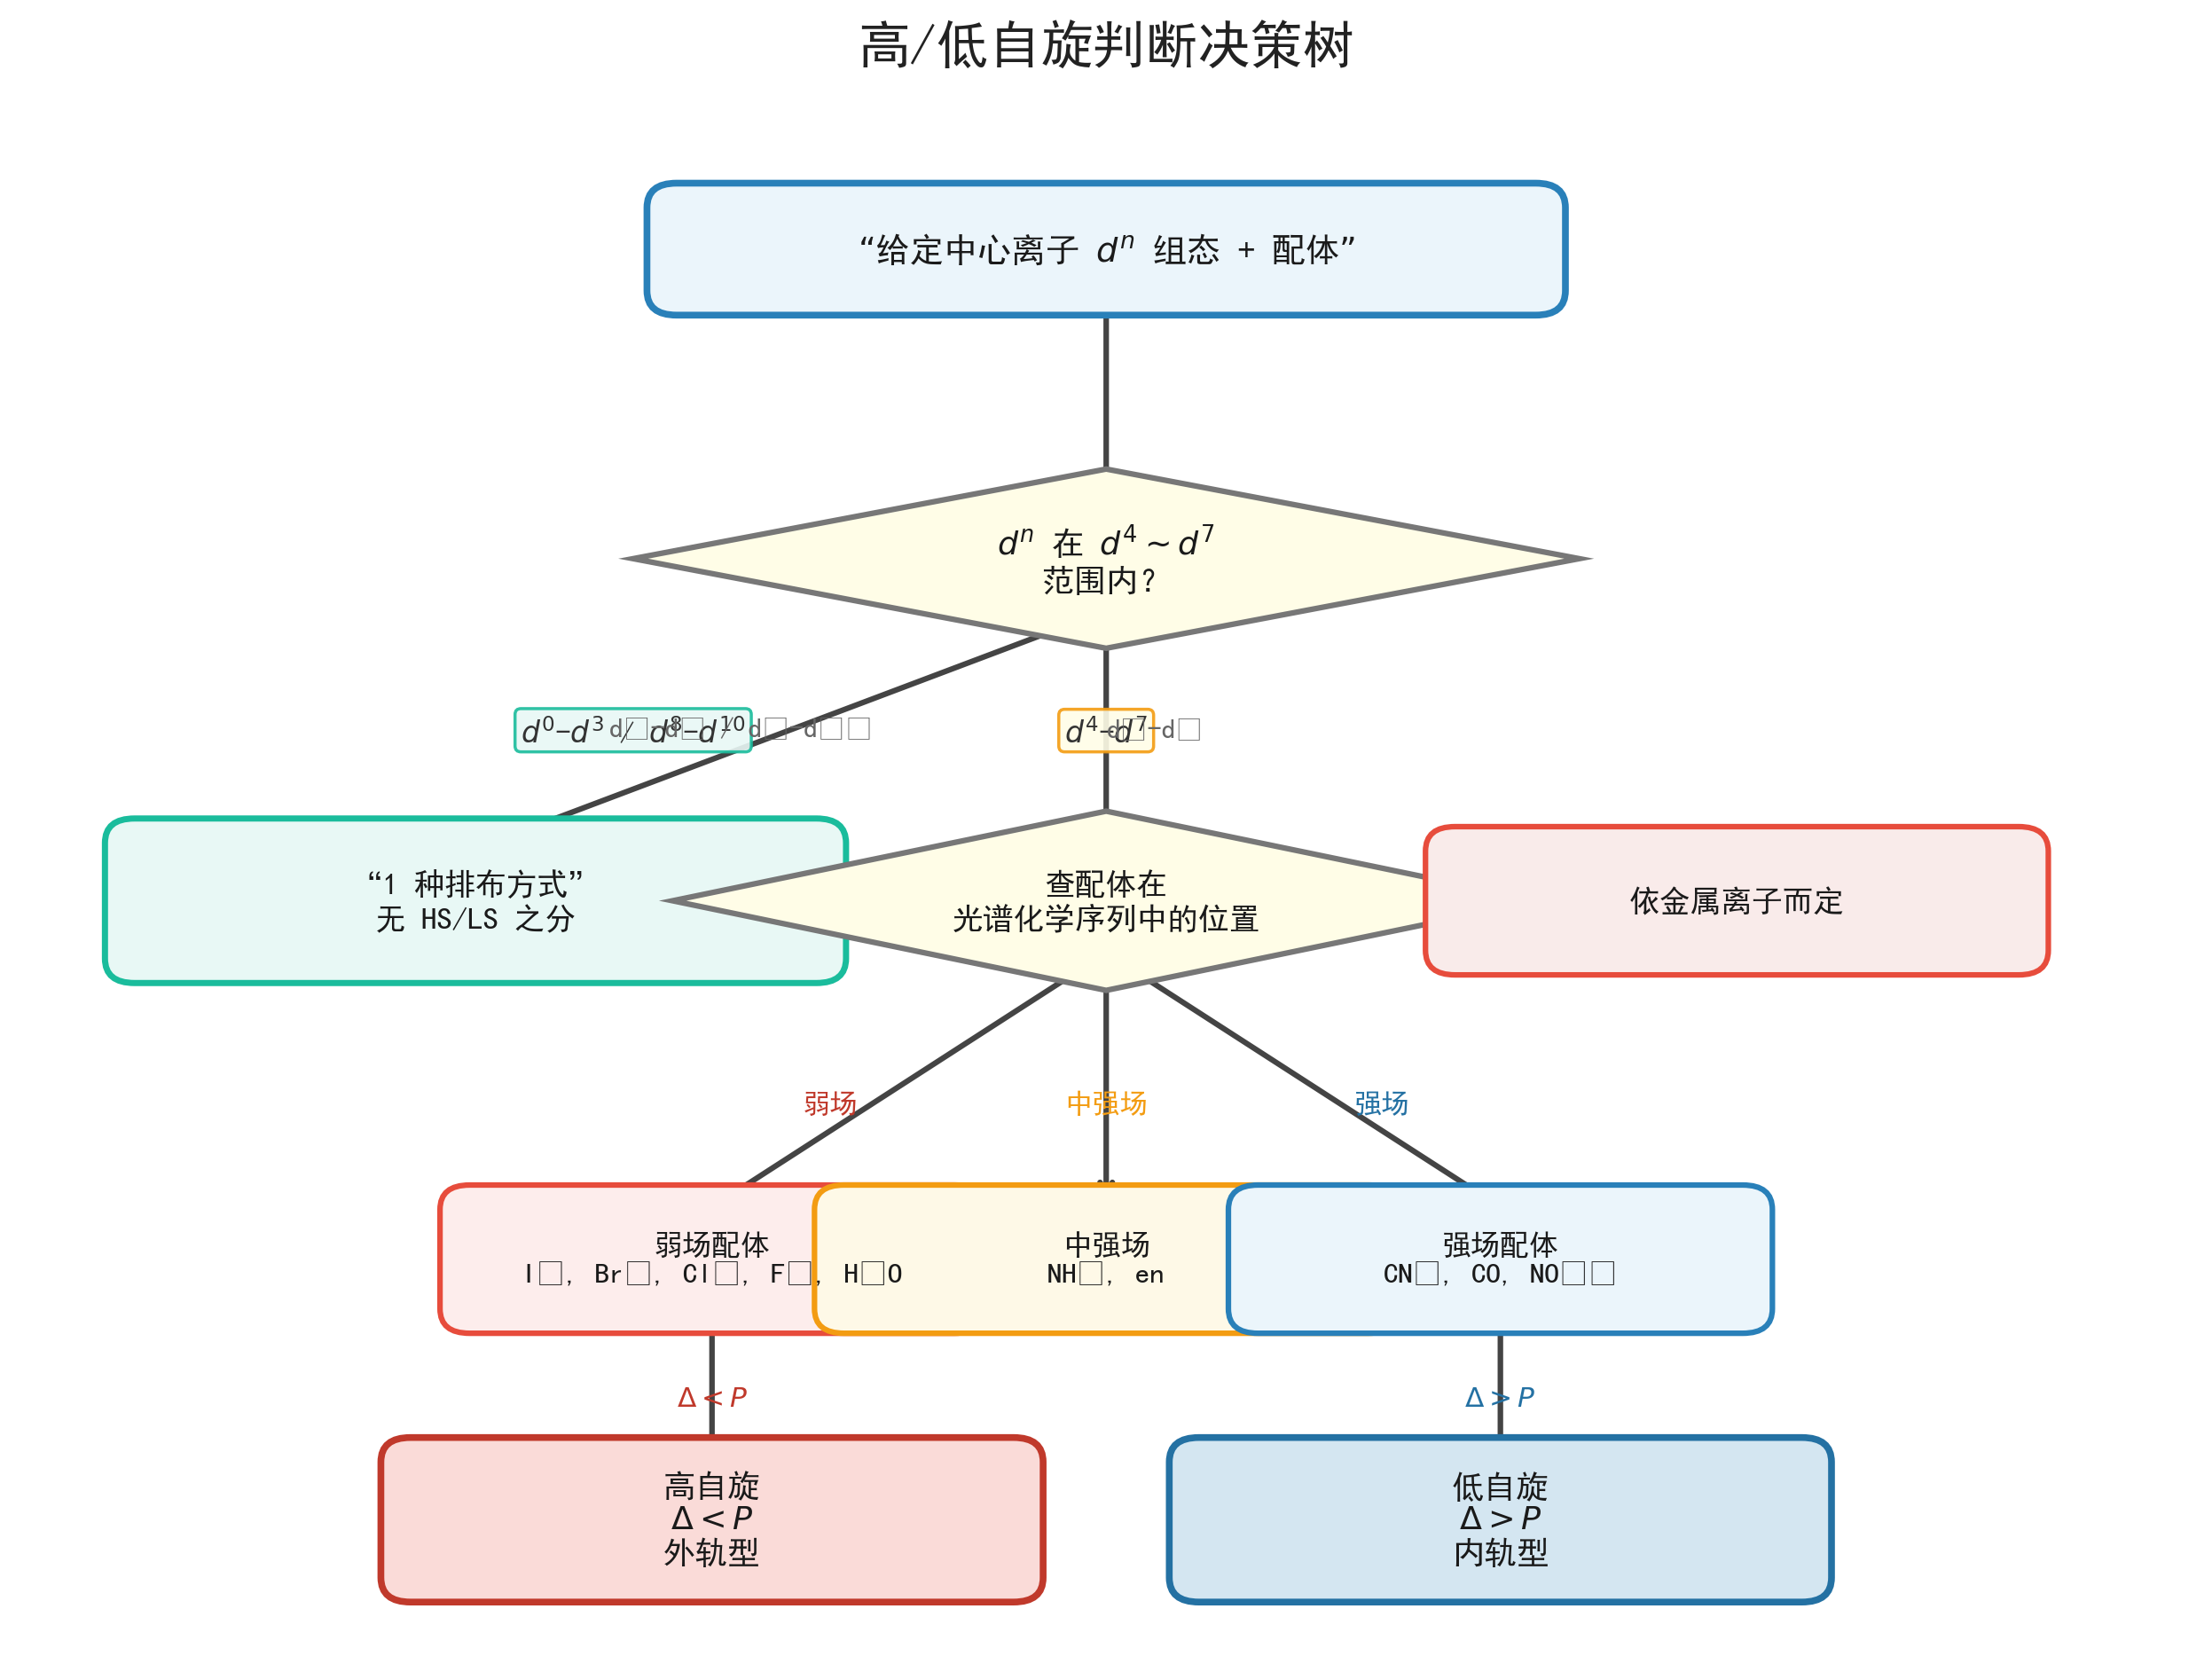 高/低自旋判断决策树
“给定中心离子 dⁿ 组态 + 配体”
dⁿ 在 d⁴ ~ d⁷
范围内?
d⁰–d³ / d⁸–d¹⁰
d□–d□ / d□–d□□
d⁴–d⁷
d□–d□
“1 种排布方式”
无 HS/LS 之分
查配体在
光谱化学序列中的位置
依金属离子而定
弱场
中强场
强场
弱场配体
I□, Br□, Cl□, F□, H□O
中强场
NH□, en
强场配体
CN□, CO, NO□□
Δ < P
Δ > P
高自旋
Δ < P
外轨型
低自旋
Δ > P
内轨型